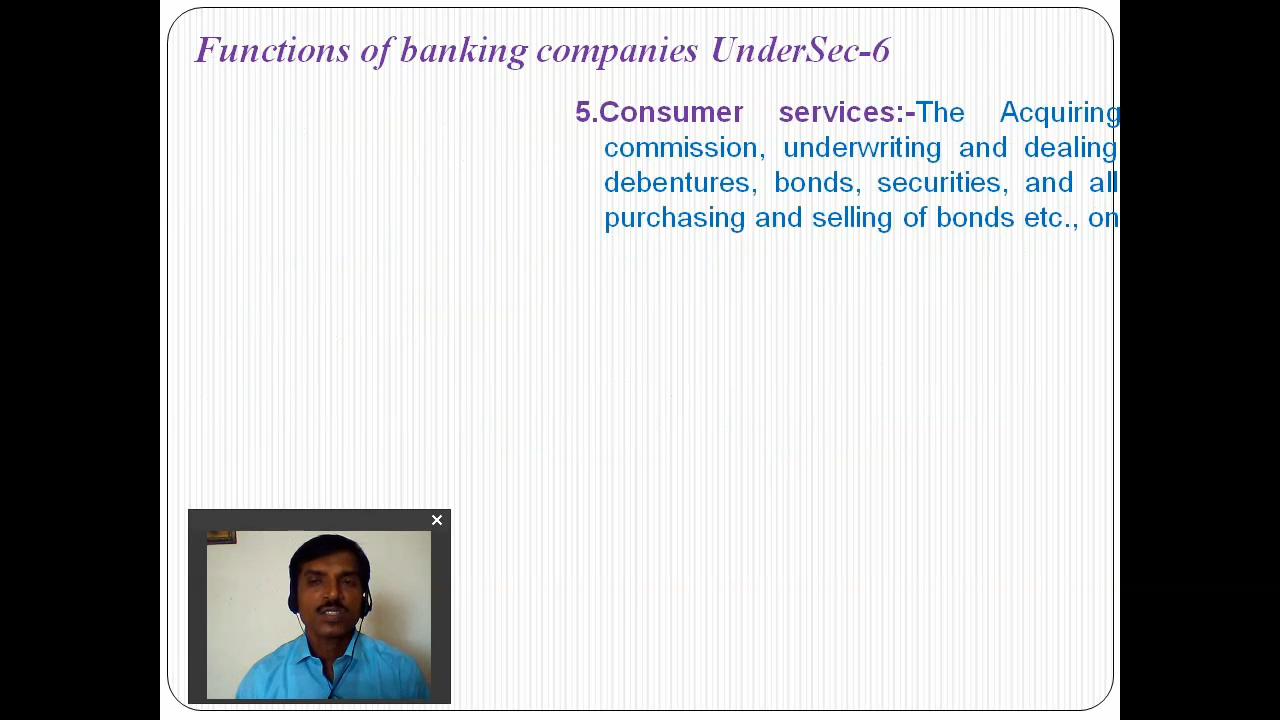 Functions of banking companies UnderSec-6
5.Consumer services:-The Acquiring
commission, underwriting and dealing
debentures, bonds, securities, and all
purchasing and selling of bonds etc., on